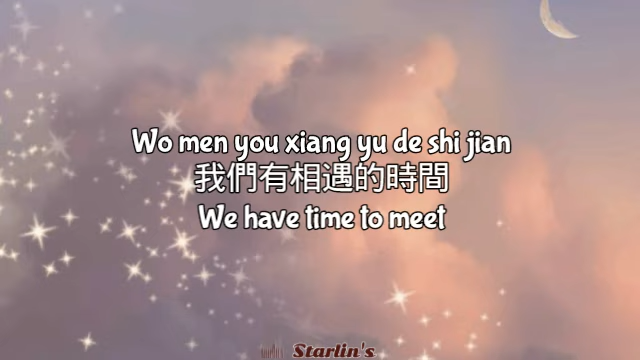 Wo men you xiang yu de shi jian
我們有相遇的時間
We have time to meet
Starlin's